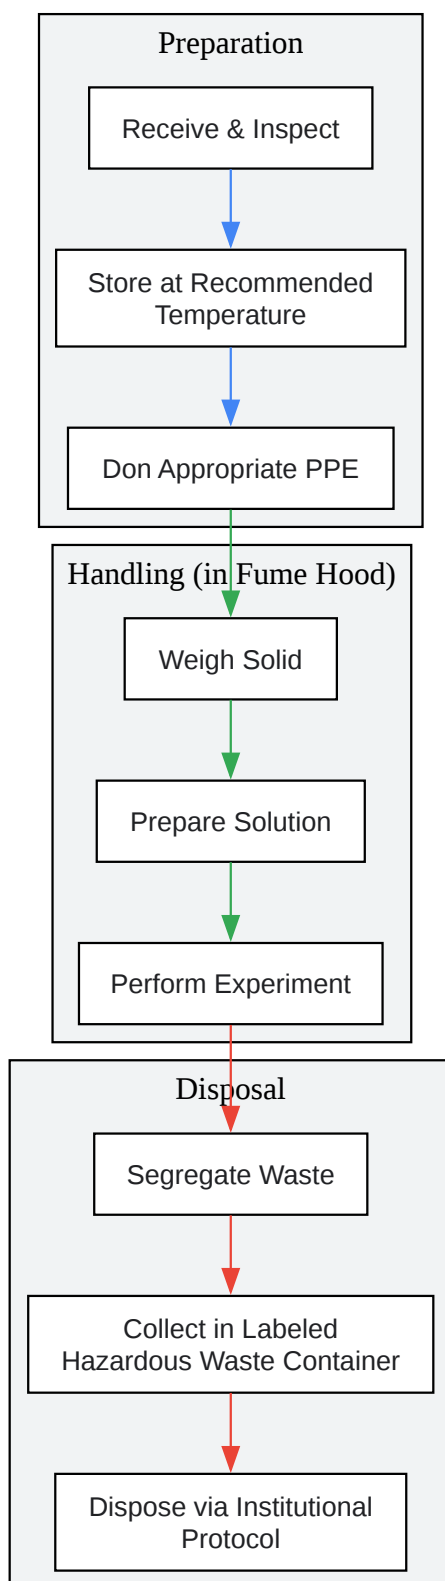 Preparation
Receive & Inspect
Store at Recommended
Temperature
Don Appropriate PPE
Handling (in Fume Hood)
Weigh Solid
Prepare Solution
Perform Experiment
Disposal
Segregate Waste
Collect in Labeled
Hazardous Waste Container
Dispose via Institutional
Protocol